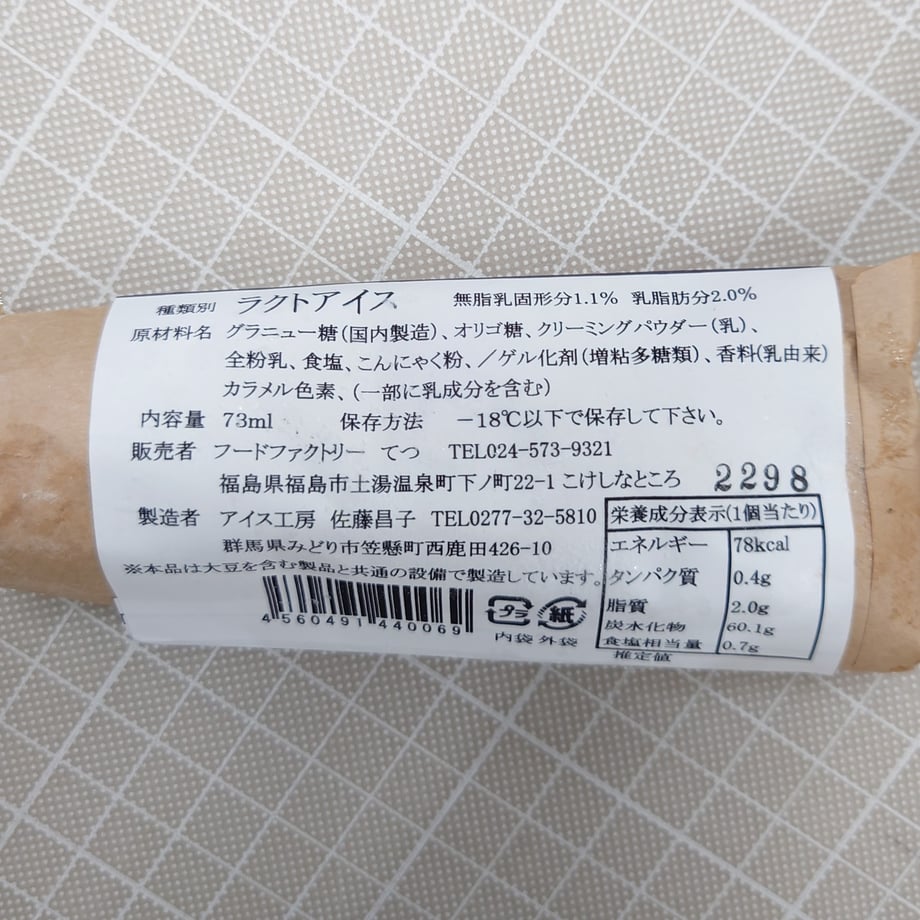 種類別 ラクトアイス 無脂乳固形分1.1% 乳脂肪分2.0%
原材料名 グラニュー糖(国内製造)、オリゴ糖、クリーミングパウダー(乳)、
全粉乳、食塩、こんにゃく粉、/ゲル化剤(増粘多糖類)、香料(乳由来)
カラメル色素、(一部に乳成分を含む)
内容量 73ml 保存方法 -18℃以下で保存して下さい。
販売者 フードファクトリー てつ TEL024-573-9321
福島県福島市土湯温泉町下ノ町22-1 こけしなところ
2298
製造者 アイス工房 佐藤昌子 TEL0277-32-5810
群馬県みどり市笠懸町西鹿田426-10
※本品は大豆を含む製品と共通の設備で製造しています。
4 560491 440069
プラ 紙
内袋 外袋
栄養成分表示(1個当たり)
エネルギー 78kcal
タンパク質 0.4g
脂質 2.0g
炭水化物 60.1g
食塩相当量 0.7g
推定値